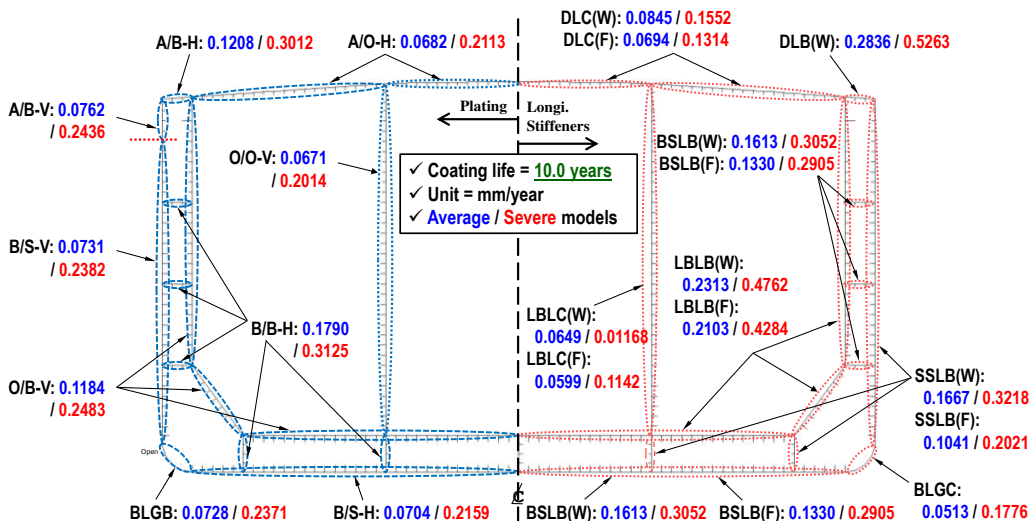 A/B-H: 0.1208 / 0.3012
A/O-H: 0.0682 / 0.2113
DLC(W): 0.0845 / 0.1552
DLC(F): 0.0694 / 0.1314
DLB(W): 0.2836 / 0.5263
A/B-V: 0.0762
/ 0.2436
Plating
Longi.
Stiffeners
O/O-V: 0.0671
/ 0.2014
BSLB(W): 0.1613 / 0.3052
BSLB(F): 0.1330 / 0.2905
✓ Coating life = 10.0 years
✓ Unit = mm/year
✓ Average / Severe models
B/S-V: 0.0731
/ 0.2382
LBLB(W):
0.2313 / 0.4762
LBLB(F):
0.2103 / 0.4284
B/B-H: 0.1790
/ 0.3125
LBLC(W):
0.0649 / 0.01168
LBLC(F):
0.0599 / 0.1142
O/B-V: 0.1184
/ 0.2483
SSLB(W):
0.1667 / 0.3218
SSLB(F):
0.1041 / 0.2021
Open
BLGB: 0.0728 / 0.2371
B/S-H: 0.0704 / 0.2159
℄
BSLB(W): 0.1613 / 0.3052
BSLB(F): 0.1330 / 0.2905
BLGC:
0.0513 / 0.1776